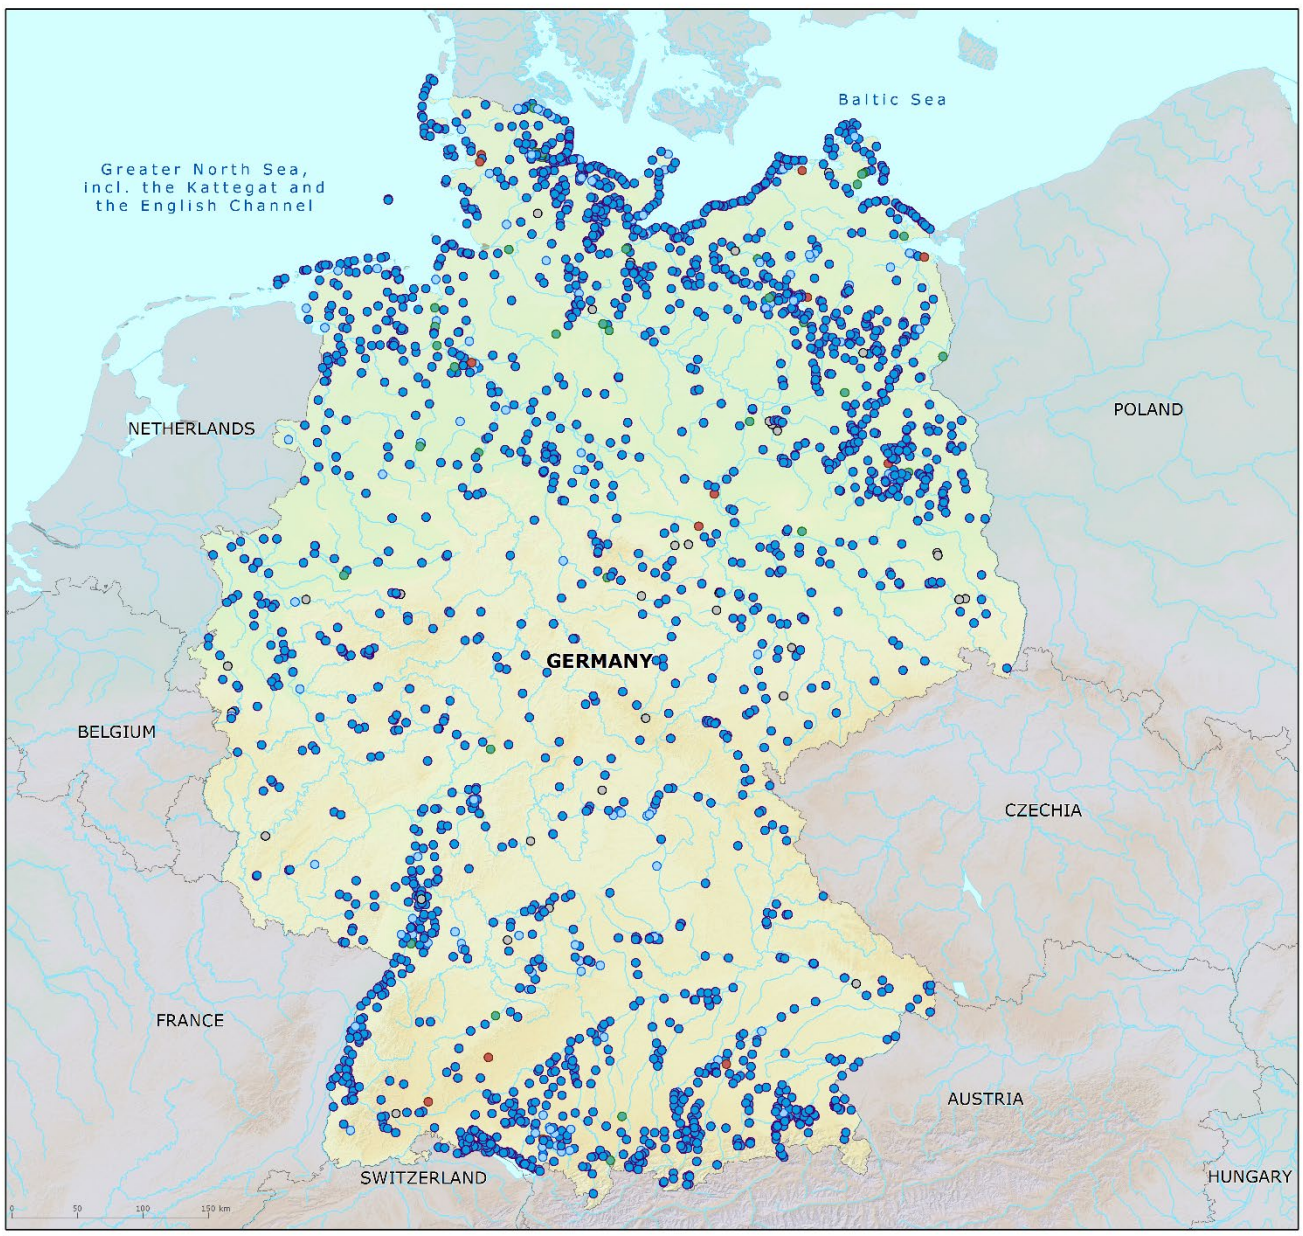 Baltic Sea
Greater North Sea,
incl. the Kattegat and
the English Channel
POLAND
NETHERLANDS
GERMANY
BELGIUM
CZECHIA
FRANCE
AUSTRIA
SWITZERLAND
HUNGARY
0 50 100 150 km